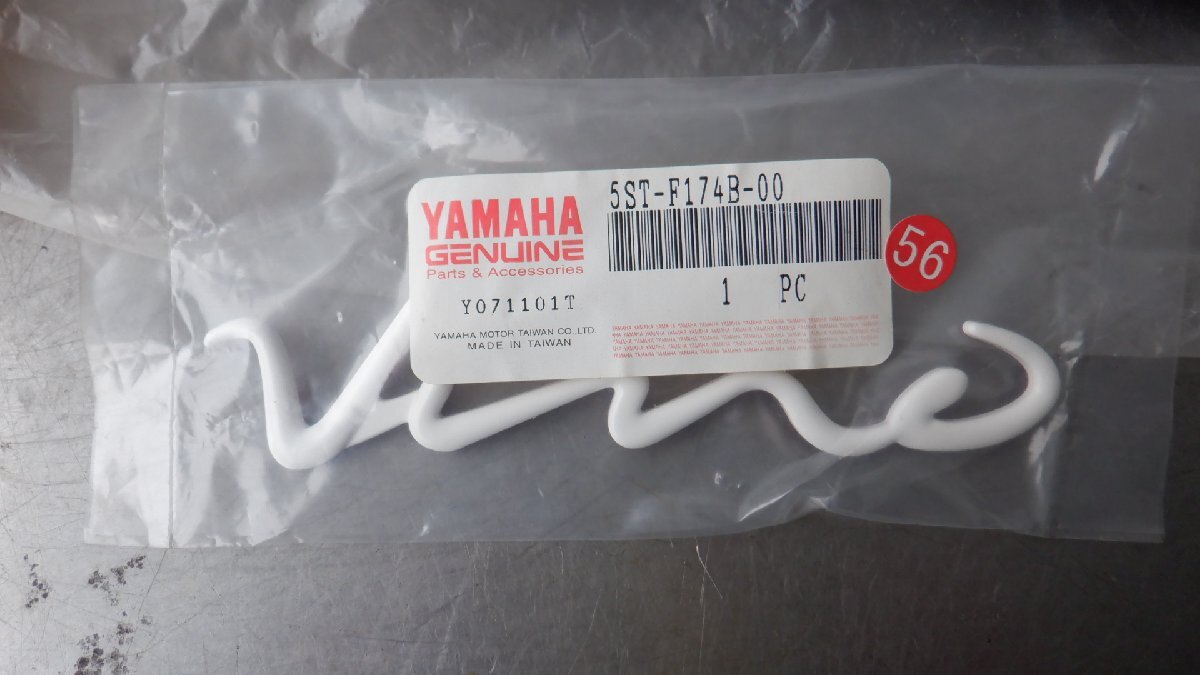 5ST-F174B-00
YAMAHA
GENUINE
Parts & Accessories
1 PC
Y071101T
YAMAHA MOTOR TAIWAN CO.,LTD.
MADE IN TAIWAN
56
Vino